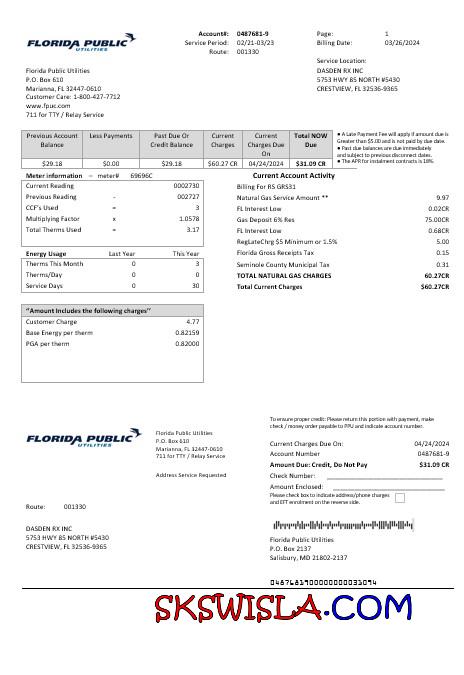 FLORIDA PUBLIC
UTILITIES
Account#: 0487681-9
Service Period: 02/21-03/23
Route: 001330
Page: 1
Billing Date: 03/26/2024
Service Location:
DASDEN RX INC
5753 HWY 85 NORTH #5430
CRESTVIEW, FL 32536-9365
Florida Public Utilities
P.O. Box 610
Marianna, FL 32447-0610
Customer Care: 1-800-427-7712
www.fpuc.com
711 for TTY / Relay Service
Previous Account Balance Less Payments Past Due Or Credit Balance Current Charges Current Charges Due On Total NOW Due
$29.18 $0.00 $29.18 $60.27 CR 04/24/2024 $31.09 CR
● A Late Payment Fee will apply if amount due is
Greater than $5.00 and is not paid by due date.
● Past due balances are due immediately
and subject to previous disconnect dates.
● The APR for instalment contracts is 18%.
Meter information – meter# 69696C
Current Reading 0002730
Previous Reading - 002727
CCF's Used = 3
Multiplying Factor x 1.0578
Total Therms Used = 3.17
Energy Usage Last Year This Year
Therms This Month 0 3
Therms/Day 0 0
Service Days 0 30
"Amount Includes the following charges"
Customer Charge 4.77
Base Energy per therm 0.82159
PGA per therm 0.82000
Current Account Activity
Billing For RS GRS31
Natural Gas Service Amount ** 9.97
FL Interest Low 0.02CR
Gas Deposit 6% Res 75.00CR
FL Interest Low 0.68CR
RegLateChrg $5 Minimum or 1.5% 5.00
Florida Gross Receipts Tax 0.15
Seminole County Municipal Tax 0.31
TOTAL NATURAL GAS CHARGES 60.27CR
Total Current Charges $60.27CR
FLORIDA PUBLIC
UTILITIES
Florida Public Utilities
P.O. Box 610
Marianna, FL 32447-0610
711 for TTY / Relay Service
Address Service Requested
To ensure proper credit: Please return this portion with payment, make
check / money order payable to PPU and indicate account number.
Current Charges Due On: 04/24/2024
Account Number 0487681-9
Amount Due: Credit, Do Not Pay $31.09 CR
Check Number:
Amount Enclosed:
Please check box to indicate address/phone charges
and EFT enrolment on the reverse side.
Route: 001330
DASDEN RX INC
5753 HWY 85 NORTH #5430
CRESTVIEW, FL 32536-9365
Florida Public Utilities
P.O. Box 2137
Salisbury, MD 21802-2137
SKSWISLA.COM